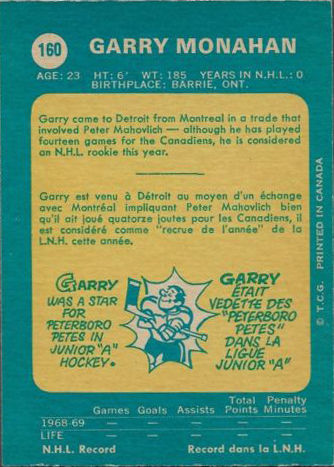 160 GARRY MONAHAN
AGE: 23 HT: 6' WT: 185 YEARS IN N.H.L.: 0
BIRTHPLACE: BARRIE, ONT.
Garry came to Detroit from Montreal in a trade that
involved Peter Mahovlich — although he has played
fourteen games for the Canadiens, he is considered
an N.H.L. rookie this year.
Garry est venu à Détroit au moyen d'un échange
avec Montréal impliquant Peter Mahovlich bien
qu'il ait joué quatorze joutes pour les Canadiens, il
est considéré comme "recrue de l'année" de la
L.N.H. cette année.
GARRY
WAS A STAR
FOR
PETERBORO
PETES IN
JUNIOR "A"
HOCKEY.
GARRY
ÉTAIT
VEDETTE DES
"PETERBORO
PETES"
DANS LA
LIGUE
JUNIOR "A"
© T.C.G. PRINTED IN CANADA
Total Penalty
Games Goals Assists Points Minutes
1968-69 — — — — —
LIFE — — — — —
N.H.L. Record Record dans la L.N.H.